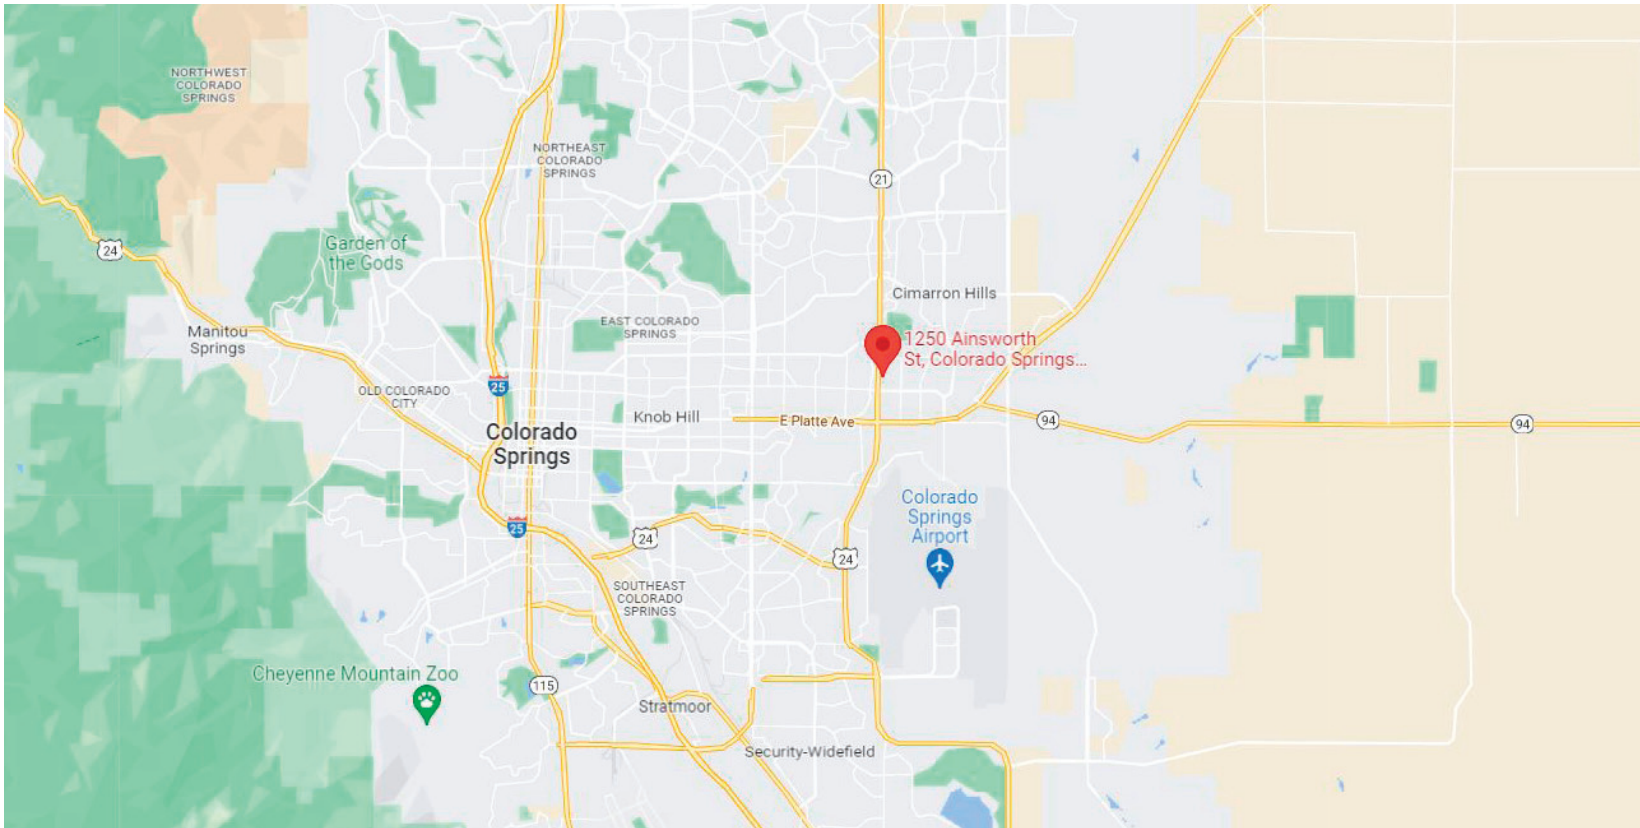 NORTHWEST
COLORADO
SPRINGS
NORTHEAST
COLORADO
SPRINGS
21
24
Garden of
the Gods
Cimarron Hills
Manitou
Springs
EAST COLORADO
SPRINGS
1250 Ainsworth
St, Colorado Springs...
25
OLD COLORADO
CITY
Knob Hill
E Platte Ave
94
94
Colorado
Springs
Colorado
Springs
Airport
25
24
24
SOUTHEAST
COLORADO
SPRINGS
Cheyenne Mountain Zoo
115
Stratmoor
Security-Widefield